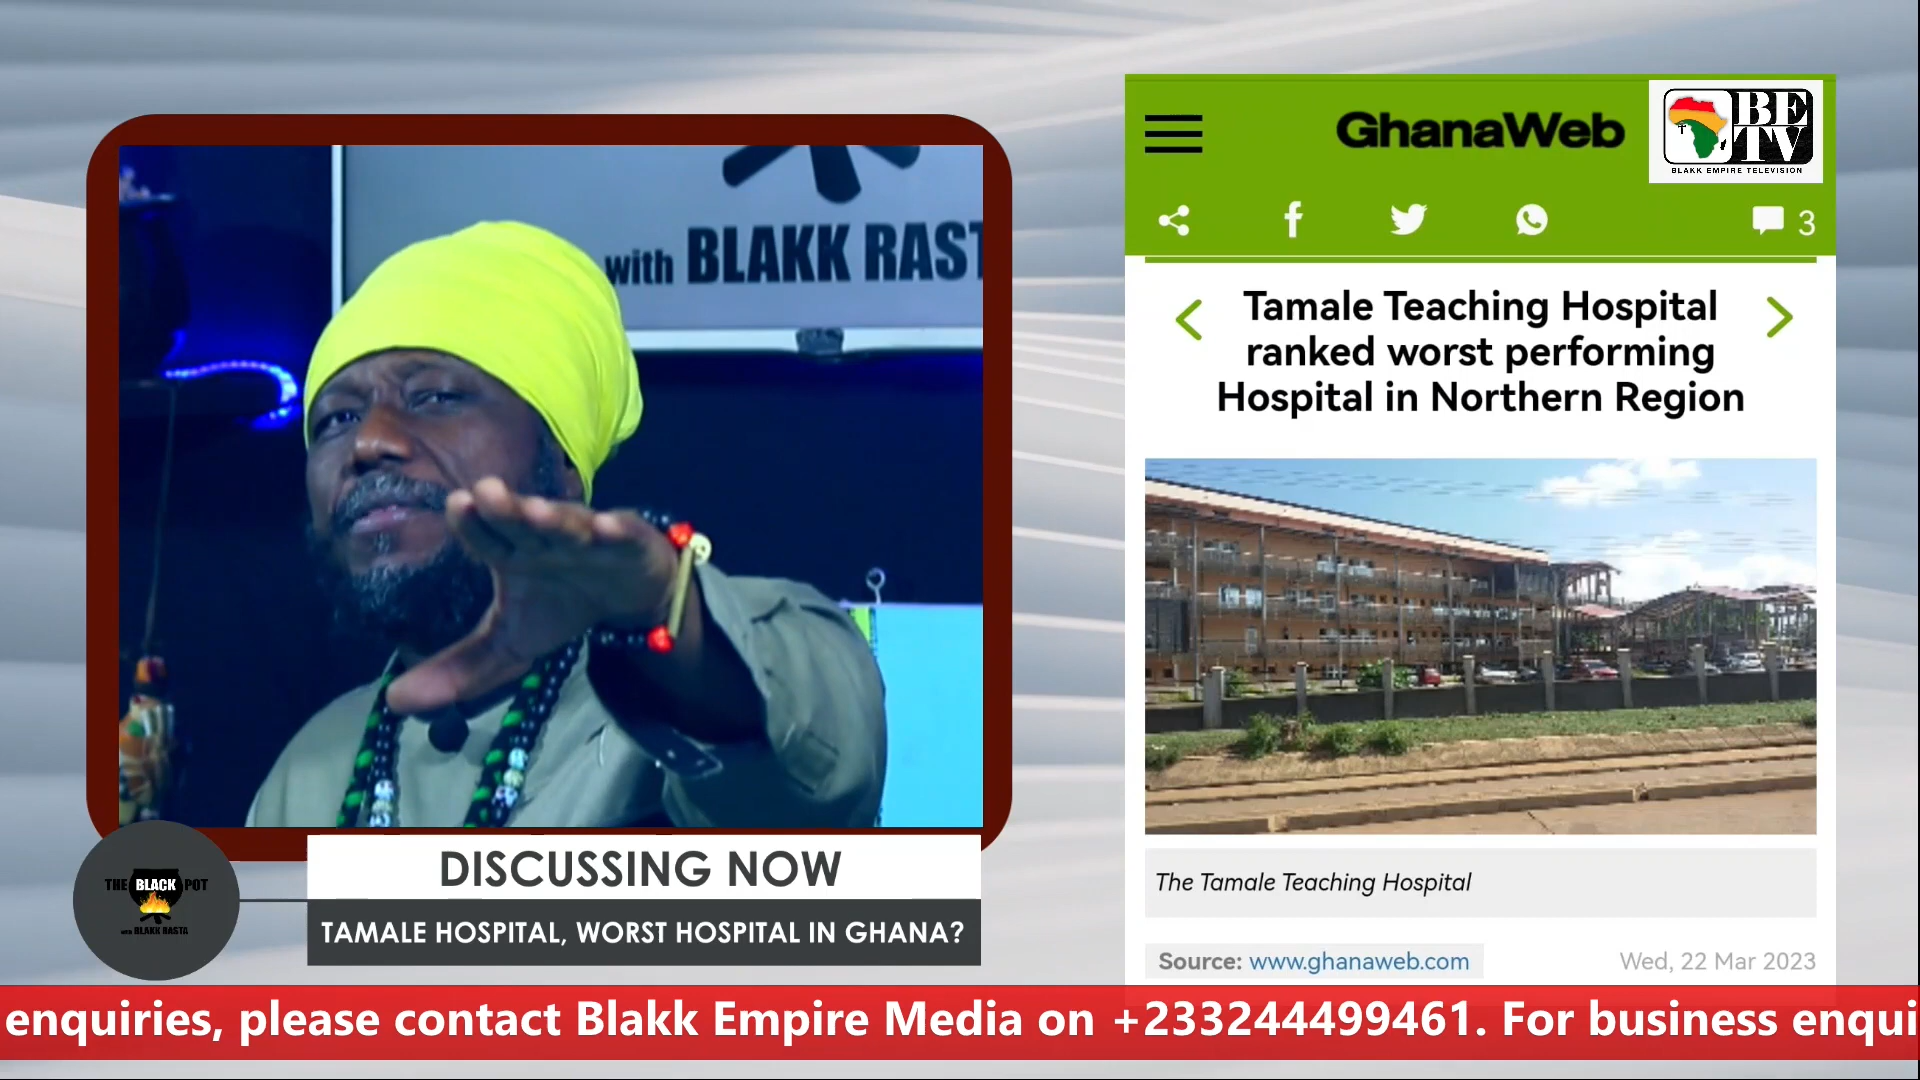 with BLAKK RAST
THE BLACK POT
with BLAKK RASTA
DISCUSSING NOW
TAMALE HOSPITAL, WORST HOSPITAL IN GHANA?
GhanaWeb
BE
TV
BLAKK EMPIRE TELEVISION
3
Tamale Teaching Hospital
ranked worst performing
Hospital in Northern Region
The Tamale Teaching Hospital
Source: www.ghanaweb.com
Wed, 22 Mar 2023
enquiries, please contact Blakk Empire Media on +233244499461. For business enqui